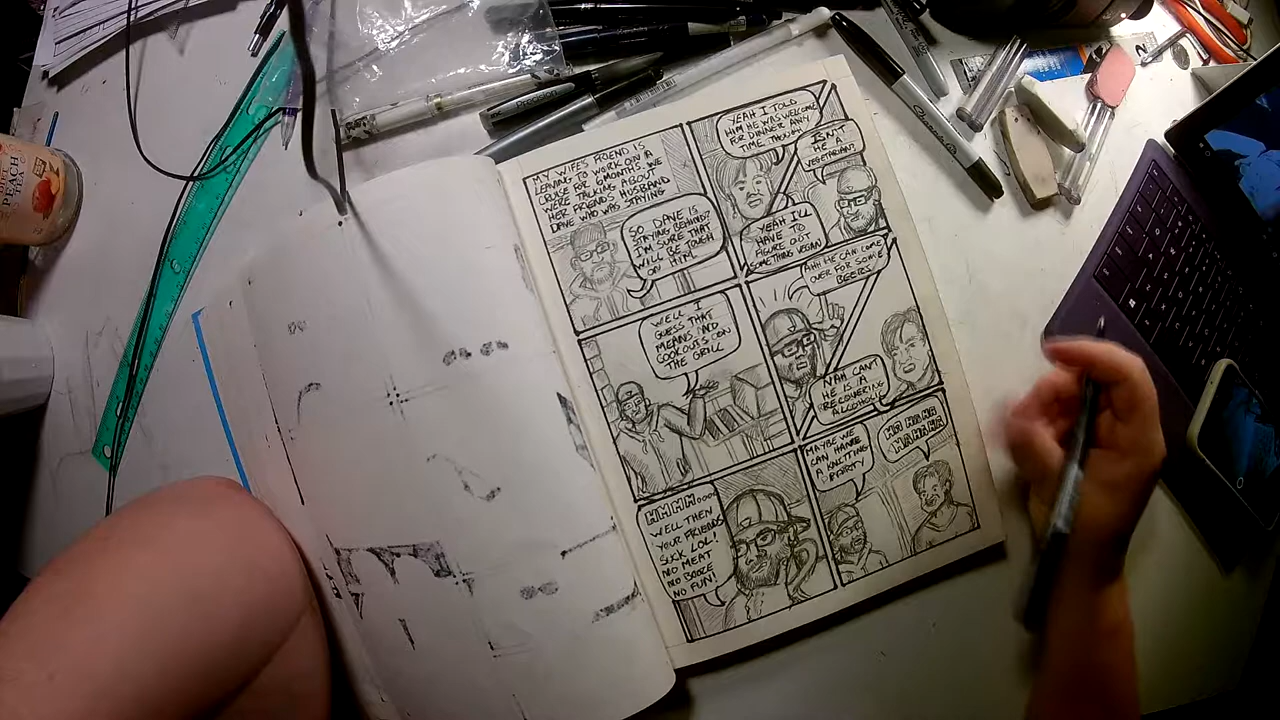 MY WIFE'S FRIEND IS
LEAVING TO WORK ON A
CRUISE FOR 6 MONTHS. WE
WERE TALKING ABOUT
HER FRIENDS HUSBAND
DAVE WHO WAS STAYING
SO DAVE IS
STAYING BEHIND?
I'M SURE THAT
WILL BE TOUGH
ON HIM
YEAH I TOLD
HIM HE WAS WELCOME
FOR DINNER ANY
TIME THOUGH
ISN'T
HE A
VEGETARIAN?
YEAH I'LL
HAVE TO
FIGURE OUT
SOMETHING VEGAN
WELL I
GUESS THAT
MEANS NO
COOKOUTS ON
THE GRILL
AHH HE CAN COME
OVER FOR SOME
BEERS!
NAH CAN'T
HE IS A
RECOVERING
ALCOHOLIC
HMMH...
WELL THEN
YOUR FRIENDS
SUCK LOL!
NO MEAT
NO BOOZE
NO FUN!
MAYBE WE
CAN HAVE
A KNITTING
PARTY
HA HAHA
HAHAHA
PEACH
TEA
Precision